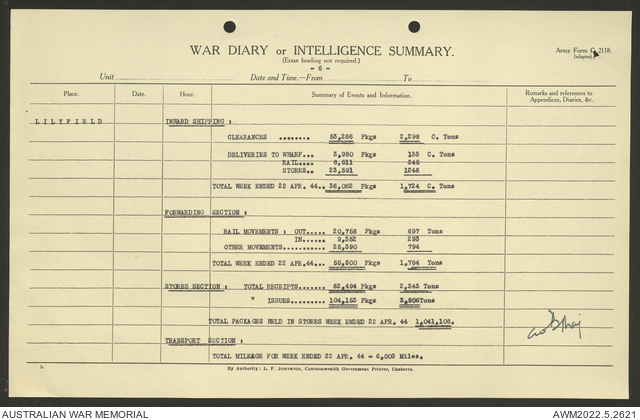 WAR DIARY or INTELLIGENCE SUMMARY.
Army Form C. 2118.
(Erase heading not required.)
(adapted.)
- 6 -
Unit Date and Time.—From To
Place. Date. Hour. Summary of Events and Information. Remarks and references to
Appendices, Diaries, &c.
LILYFIELD INWARD SHIPPING :
CLEARANCES ........ 53,266 Pkgs 2,298 C. Tons
DELIVERIES TO WHARF... 3,980 Pkgs 133 C. Tons
RAIL.... 8,511 345
STORES.. 23,591 1246
TOTAL WEEK ENDED 22 APR. 44.. 36,082 Pkgs 1,724 C. Tons
FORWARDING SECTION :
RAIL MOVEMENTS : OUT..... 20,758 Pkgs 697 Tons
IN...... 9,352 293
OTHER MOVEMENTS........... 25,390 794
TOTAL WEEK ENDED 22 APR.44... 55,500 Pkgs 1,784 Tons
STORES SECTION : TOTAL RECEIPTS....... 62,494 Pkgs 2,343 Tons
" ISSUES....... 104,153 Pkgs 3,906Tons
TOTAL PACKAGES HELD IN STORES WEEK ENDED 22 APR. 44 1,041,108.
TRANSPORT SECTION :
TOTAL MILEAGE FOR WEEK ENDED 22 APR. 44 - 6,003 Miles.
1. By Authority: L. F. Johnston, Commonwealth Government Printer, Canberra.
AUSTRALIAN WAR MEMORIAL AWM2022.5.2621